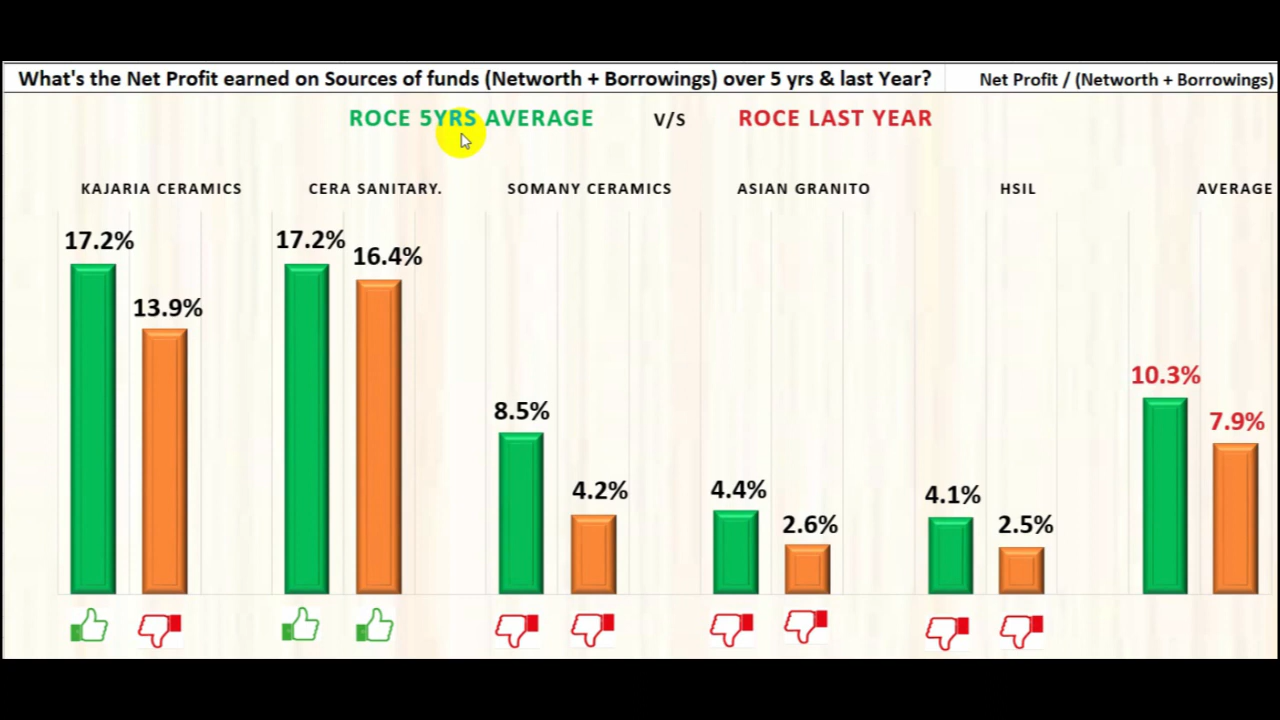 What's the Net Profit earned on Sources of funds (Networth + Borrowings) over 5 yrs & last Year? Net Profit / (Networth + Borrowings)
ROCE 5YRS AVERAGE V/S ROCE LAST YEAR
KAJARIA CERAMICS CERA SANITARY. SOMANY CERAMICS ASIAN GRANITO HSIL AVERAGE
17.2% 13.9% 17.2% 16.4% 8.5% 4.2% 4.4% 2.6% 4.1% 2.5% 10.3% 7.9%